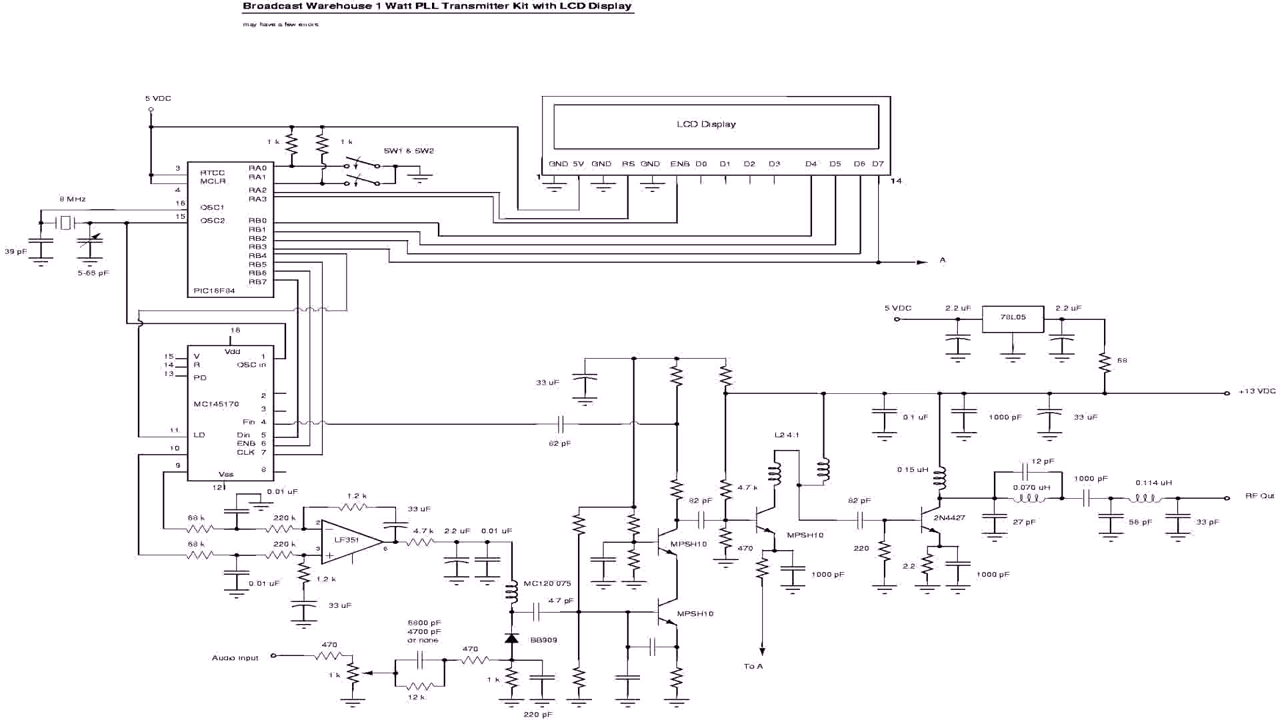 Broadcast Warehouse 1 Watt PLL Transmitter Kit with LCD Display
may have a few errors
5 VDC
LCD Display
1 k
1 k
SW1 & SW2
GND 5V GND RS GND ENB D0 D1 D2 D3 D4 D5 D6 D7
1
14
3
RTCC
MCLR
4
RA0
RA1
RA2
RA3
8 MHz
16
OSC1
15
OSC2
RB0
RB1
RB2
RB3
RB4
RB5
RB6
RB7
39 pF
5-65 pF
PIC16F84
A
5 VDC
2.2 uF
78L05
2.2 uF
18
Vdd
68
15
V
1
OSC in
14
R
13
PD
2
MC145170
3
Fin 4
11
LD
Din 5
ENB 6
10
CLK 7
9
Vss
8
12
33 uF
62 pF
+13 VDC
0.1 uF
1000 pF
33 uF
L2 4:1
0.15 uH
12 pF
0.070 uH
1000 pF
0.114 uH
RF Out
27 pF
56 pF
33 pF
0.01 uF
1.2 k
33 uF
68 k
220 k
2
LF351
4.7 k
2.2 uF
0.01 uF
68 k
220 k
3
6
0.01 uF
1.2 k
33 uF
82 pF
4.7 k
470
MPSH10
MPSH10
82 pF
2N4427
220
2.2
1000 pF
1000 pF
MC120 075
4.7 pF
MPSH10
BB909
5600 pF
4700 pF
or none
Audio Input
470
1 k
12 k
470
1 k
220 pF
To A